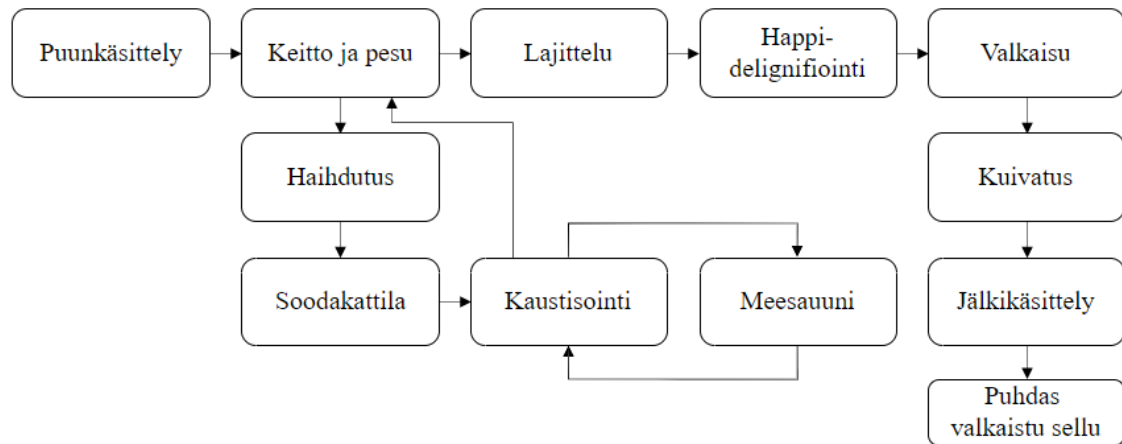 Puunkäsittely
Keitto ja pesu
Lajittelu
Happi-
delignifiointi
Valkaisu
Haihdutus
Kuivatus
Soodakattila
Kaustisointi
Meesauuni
Jälkikäsittely
Puhdas
valkaistu sellu